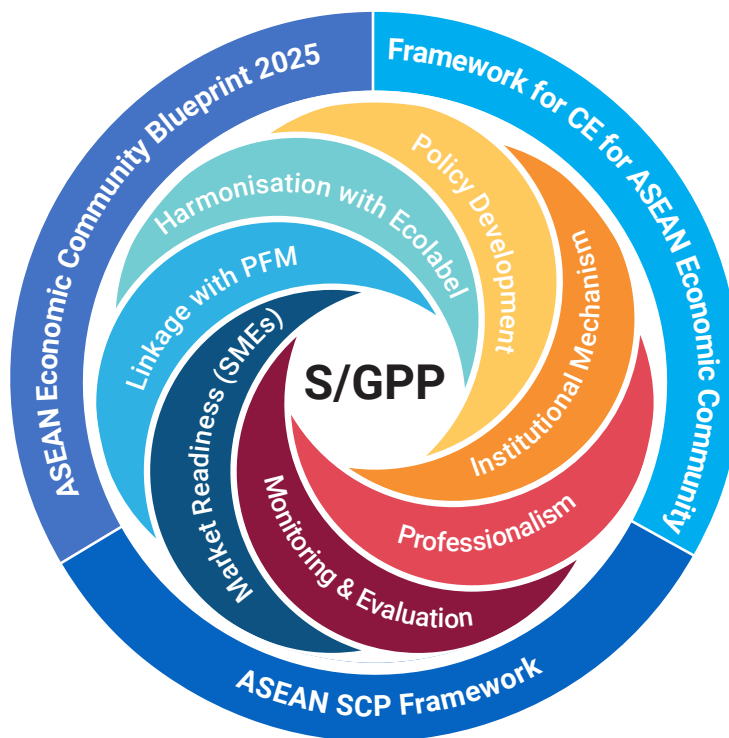 ASEAN Economic Community Blueprint 2025
Framework for CE for ASEAN Economic Community
ASEAN SCP Framework
Policy Development
Institutional Mechanism
Professionalism
Monitoring & Evaluation
Market Readiness (SMEs)
Linkage with PFM
Harmonisation with Ecolabel
S/GPP